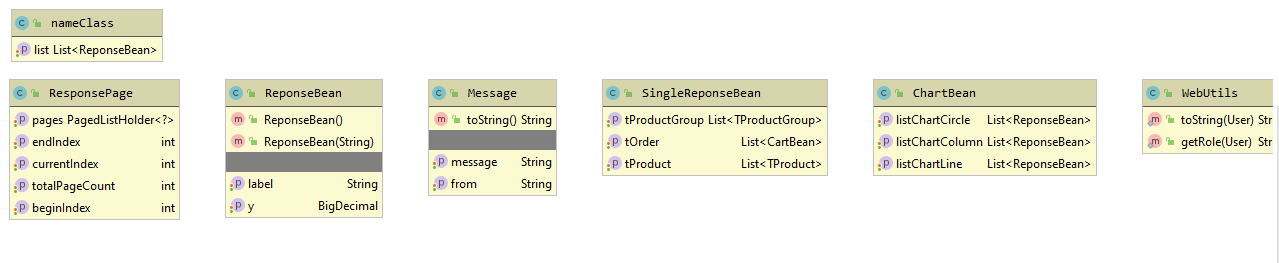 nameClass
list List<ReponseBean>
ResponsePage
pages PagedListHolder<?>
endIndex int
currentIndex int
totalPageCount int
beginIndex int
ReponseBean
ReponseBean()
ReponseBean(String)
label String
y BigDecimal
Message
toString() String
message String
from String
SingleReponseBean
tProductGroup List<TProductGroup>
tOrder List<CartBean>
tProduct List<TProduct>
ChartBean
listChartCircle List<ReponseBean>
listChartColumn List<ReponseBean>
listChartLine List<ReponseBean>
WebUtils
toString(User)
getRole(User)